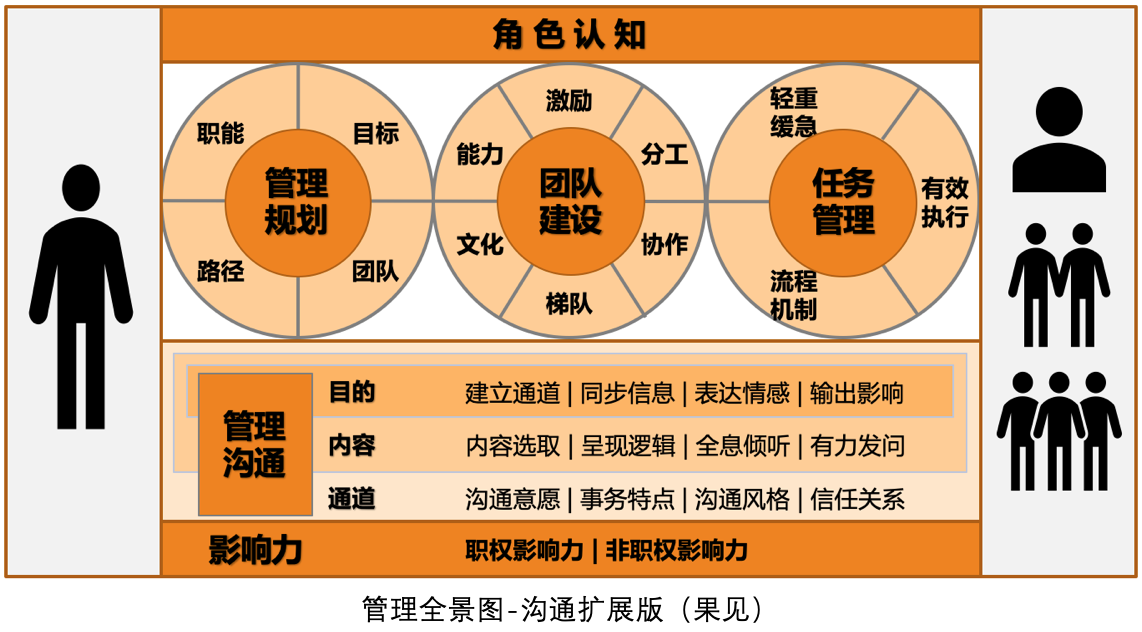 角色认知
职能
目标
管理
规划
路径
团队
激励
能力
分工
团队
建设
文化
协作
梯队
轻重
缓急
任务
管理
有效
执行
流程
机制
管理
沟通
目的
建立通道 | 同步信息 | 表达情感 | 输出影响
内容
内容选取 | 呈现逻辑 | 全息倾听 | 有力发问
通道
沟通意愿 | 事务特点 | 沟通风格 | 信任关系
影响力
职权影响力 | 非职权影响力
管理全景图-沟通扩展版（果见）